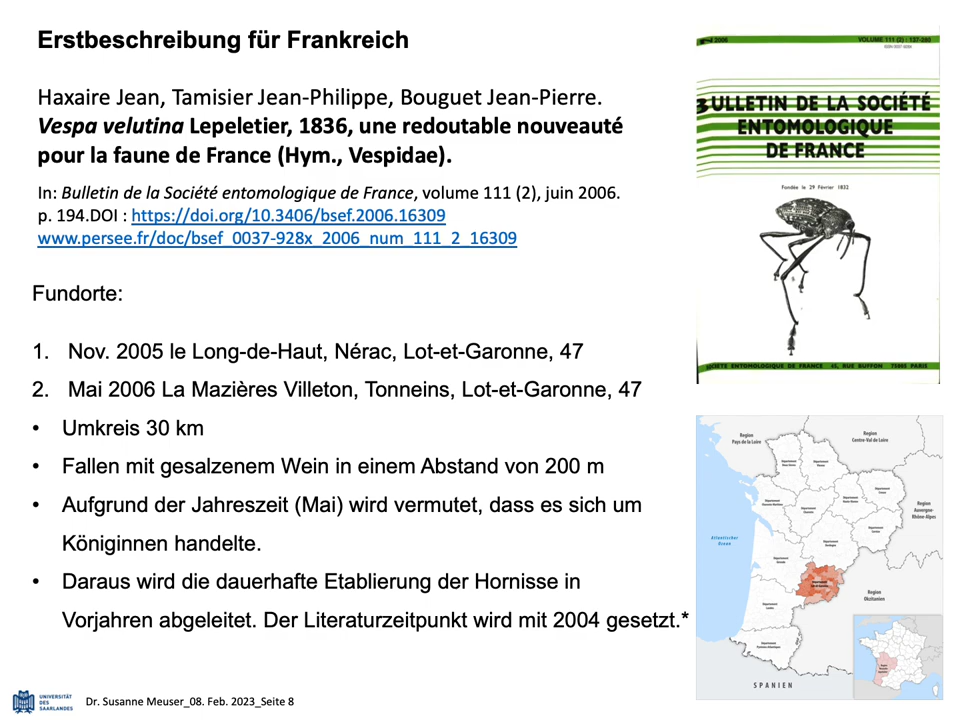 Erstbeschreibung für Frankreich
Haxaire Jean, Tamisier Jean-Philippe, Bouguet Jean-Pierre.
Vespa velutina Lepeletier, 1836, une redoutable nouveauté
pour la faune de France (Hym., Vespidae).
In: Bulletin de la Société entomologique de France, volume 111 (2), juin 2006.
p. 194.DOI : https://doi.org/10.3406/bsef.2006.16309
www.persee.fr/doc/bsef_0037-928x_2006_num_111_2_16309
Fundorte:
1. Nov. 2005 le Long-de-Haut, Nérac, Lot-et-Garonne, 47
2. Mai 2006 La Mazières Villeton, Tonneins, Lot-et-Garonne, 47
• Umkreis 30 km
• Fallen mit gesalzenem Wein in einem Abstand von 200 m
• Aufgrund der Jahreszeit (Mai) wird vermutet, dass es sich um
Königinnen handelte.
• Daraus wird die dauerhafte Etablierung der Hornisse in
Vorjahren abgeleitet. Der Literaturzeitpunkt wird mit 2004 gesetzt.*
2006 VOLUME 111 (2) : 137-280
BULLETIN DE LA SOCIÉTÉ
ENTOMOLOGIQUE
DE FRANCE
Fondée le 29 Février 1832
SOCIÉTÉ ENTOMOLOGIQUE DE FRANCE 45, RUE BUFFON 75005 PARIS
Region
Pays de la Loire
Region
Centre-Val de Loire
Region
Auvergne-
Rhône-Alpes
Atlantischer
Ozean
Region
Okzitanien
SPANIEN
UNIVERSITÄT
DES
SAARLANDES
Dr. Susanne Meuser_08. Feb. 2023_Seite 8